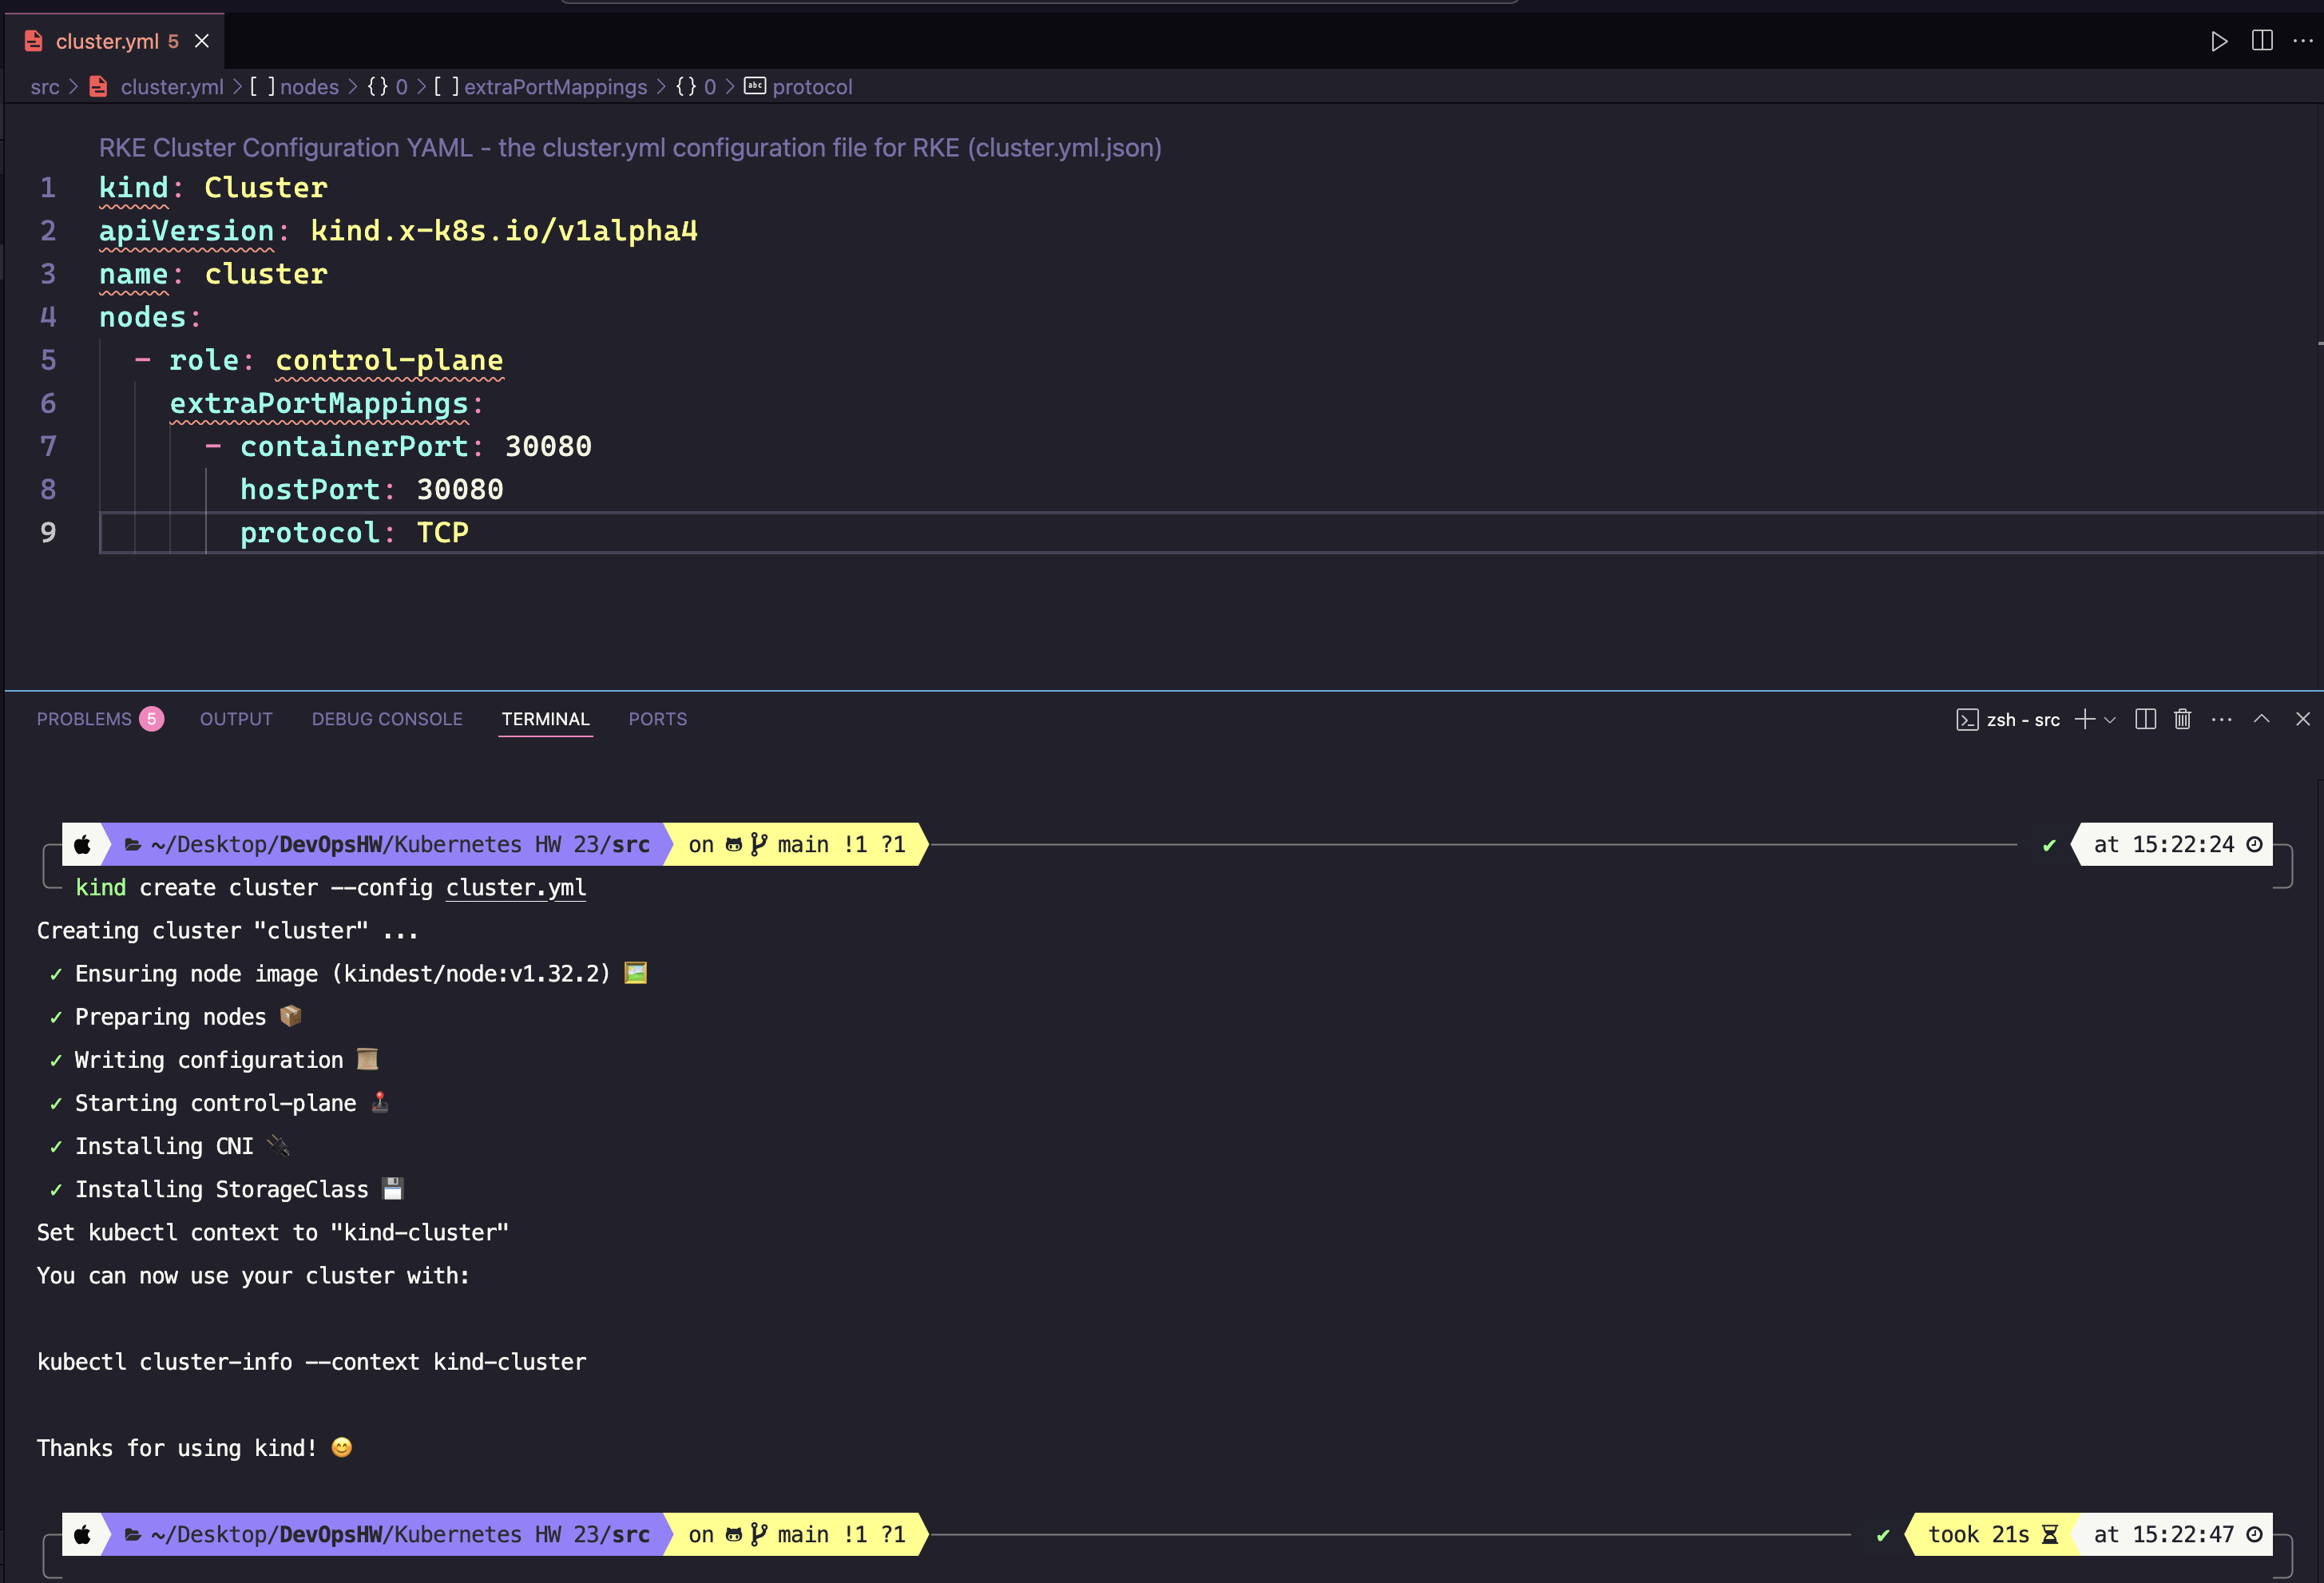 cluster.yml 5
src > cluster.yml > [ ] nodes > {} 0 > [ ] extraPortMappings > {} 0 > abc protocol
RKE Cluster Configuration YAML - the cluster.yml configuration file for RKE (cluster.yml.json)
1 kind: Cluster
2 apiVersion: kind.x-k8s.io/v1alpha4
3 name: cluster
4 nodes:
5 - role: control-plane
6 extraPortMappings:
7 - containerPort: 30080
8 hostPort: 30080
9 protocol: TCP
PROBLEMS 5 OUTPUT DEBUG CONSOLE TERMINAL PORTS zsh - src
~/Desktop/DevOpsHW/Kubernetes HW 23/src on main !1 ?1 ✔ at 15:22:24
kind create cluster --config cluster.yml
Creating cluster "cluster" ...
✓ Ensuring node image (kindest/node:v1.32.2) 🖼
✓ Preparing nodes 📦
✓ Writing configuration 📜
✓ Starting control-plane 🕹
✓ Installing CNI 🔌
✓ Installing StorageClass 💾
Set kubectl context to "kind-cluster"
You can now use your cluster with:
kubectl cluster-info --context kind-cluster
Thanks for using kind! 😊
~/Desktop/DevOpsHW/Kubernetes HW 23/src on main !1 ?1 ✔ took 21s at 15:22:47